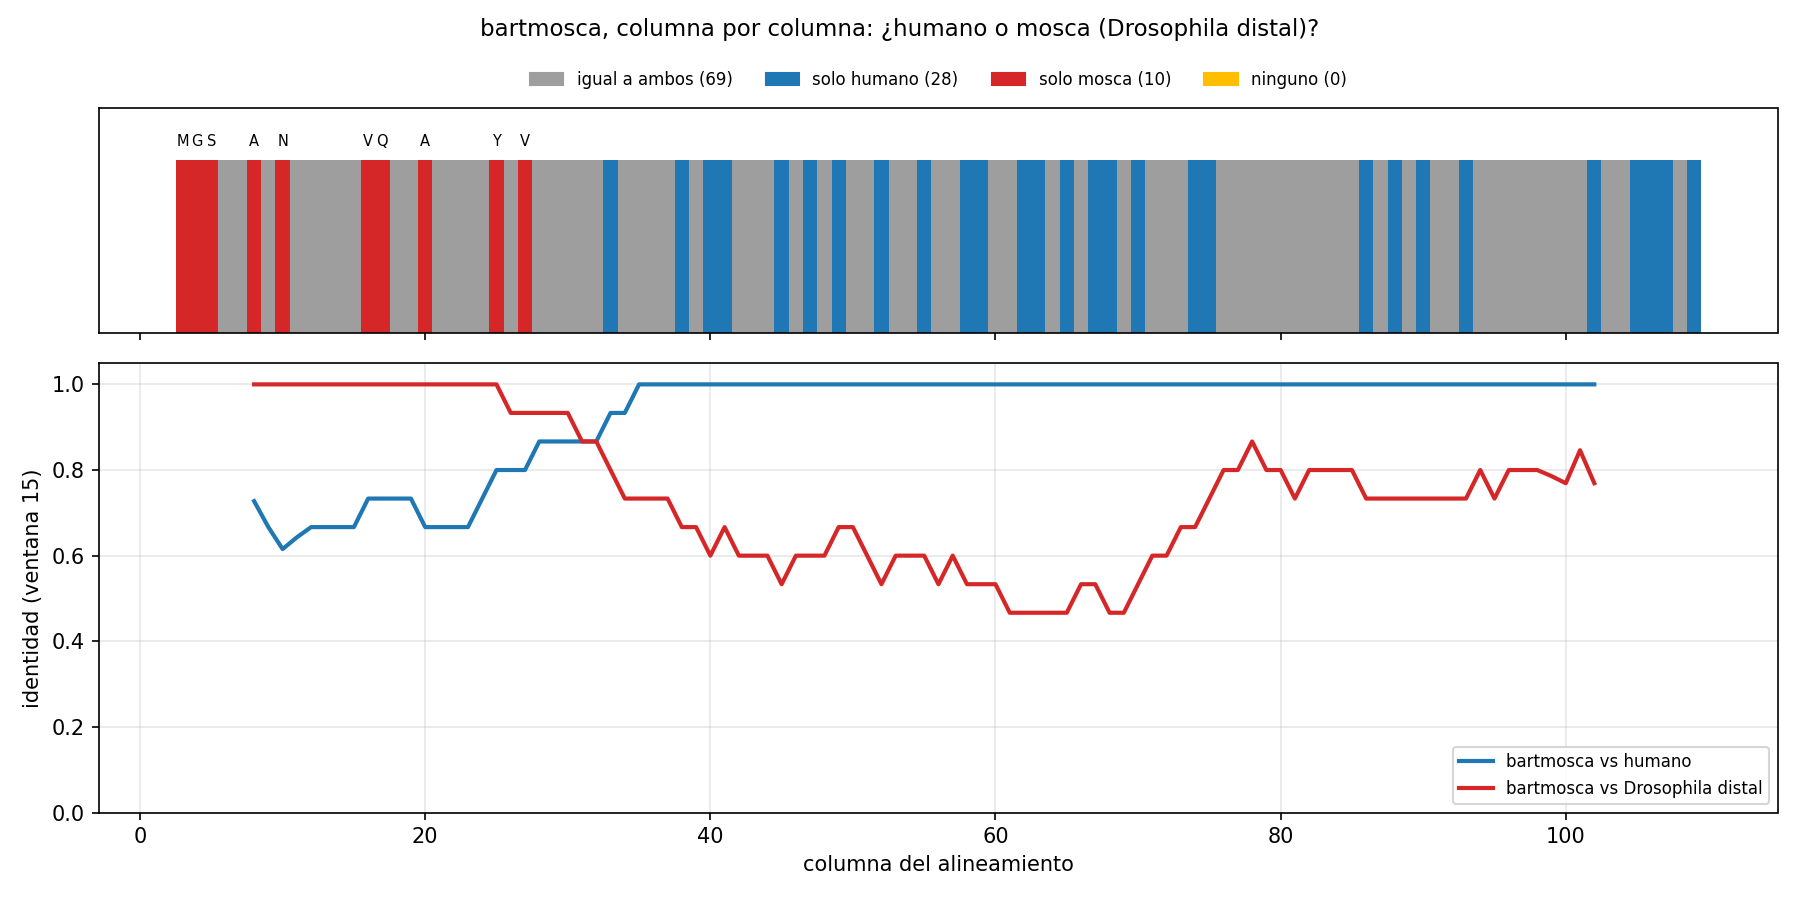 bartmosca, columna por columna: ¿humano o mosca (Drosophila distal)?
igual a ambos (69) solo humano (28) solo mosca (10) ninguno (0)
M G S A N V Q A Y V
1.0
0.8
0.6
0.4
0.2
0.0
identidad (ventana 15)
bartmosca vs humano
bartmosca vs Drosophila distal
0 20 40 60 80 100
columna del alineamiento